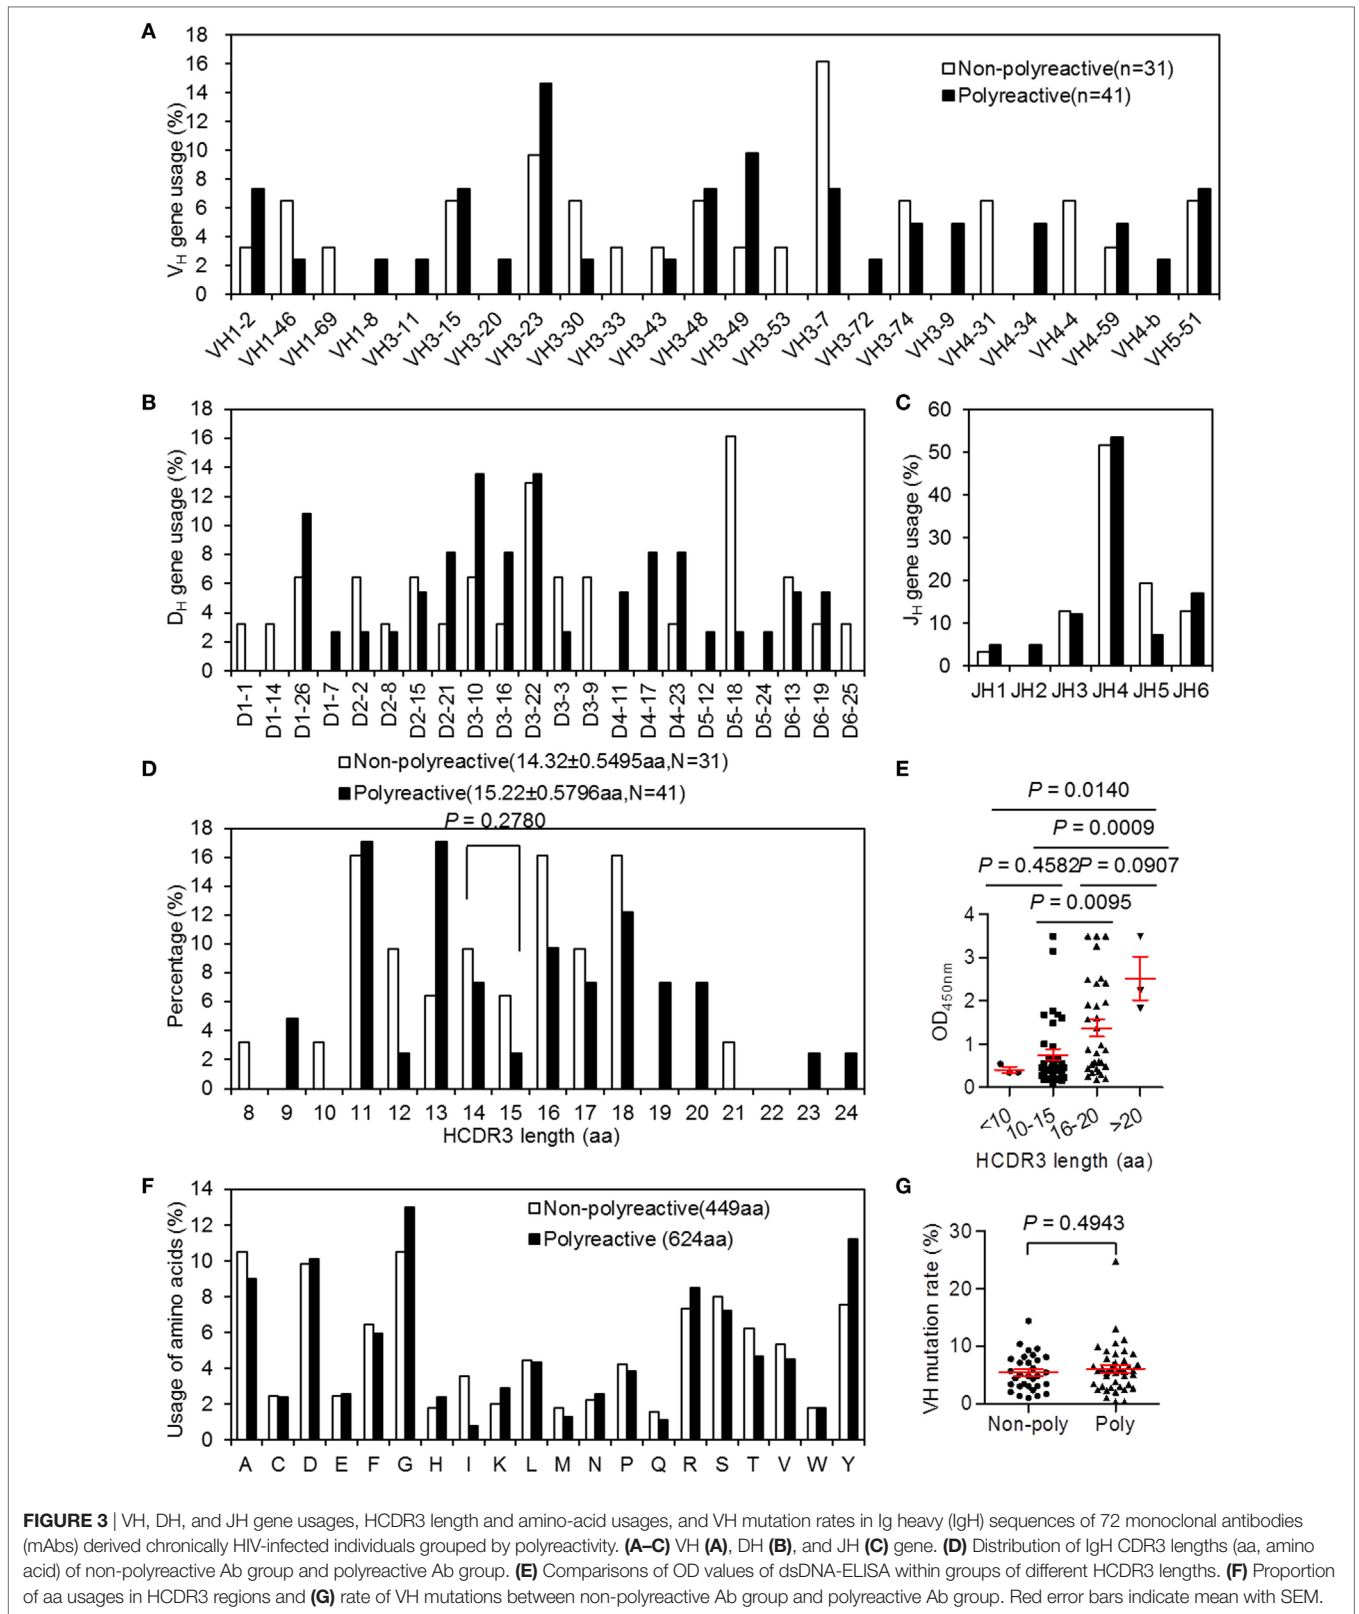 A
V_H gene usage (%)
18
16
14
12
10
8
6
4
2
0
Non-polyreactive(n=31)
Polyreactive(n=41)
VH1-2 VH1-46 VH1-69 VH1-8 VH3-11 VH3-15 VH3-20 VH3-23 VH3-30 VH3-33 VH3-43 VH3-48 VH3-49 VH3-53 VH3-7 VH3-72 VH3-74 VH3-9 VH4-31 VH4-34 VH4-4 VH4-59 VH4-b VH5-51
B
D_H gene usage (%)
18
16
14
12
10
8
6
4
2
0
D1-1 D1-14 D1-26 D1-7 D2-2 D2-8 D2-15 D2-21 D3-10 D3-16 D3-22 D3-3 D3-9 D4-11 D4-17 D4-23 D5-12 D5-18 D5-24 D6-13 D6-19 D6-25
C
J_H gene usage (%)
60
50
40
30
20
10
0
JH1 JH2 JH3 JH4 JH5 JH6
D
Non-polyreactive(14.32±0.5495aa,N=31)
Polyreactive(15.22±0.5796aa,N=41)
P = 0.2780
Percentage (%)
18
16
14
12
10
8
6
4
2
0
8 9 10 11 12 13 14 15 16 17 18 19 20 21 22 23 24
HCDR3 length (aa)
E
P = 0.0140
P = 0.0009
P = 0.4582 P = 0.0907
P = 0.0095
OD450nm
4
3
2
1
0
<10 10-15 16-20 >20
HCDR3 length (aa)
F
Usage of amino acids (%)
14
12
10
8
6
4
2
0
Non-polyreactive(449aa)
Polyreactive (624aa)
A C D E F G H I K L M N P Q R S T V W Y
G
P = 0.4943
VH mutation rate (%)
30
20
10
0
Non-poly Poly
FIGURE 3 | VH, DH, and JH gene usages, HCDR3 length and amino-acid usages, and VH mutation rates in Ig heavy (IgH) sequences of 72 monoclonal antibodies
(mAbs) derived chronically HIV-infected individuals grouped by polyreactivity. (A–C) VH (A), DH (B), and JH (C) gene. (D) Distribution of IgH CDR3 lengths (aa, amino
acid) of non-polyreactive Ab group and polyreactive Ab group. (E) Comparisons of OD values of dsDNA-ELISA within groups of different HCDR3 lengths. (F) Proportion
of aa usages in HCDR3 regions and (G) rate of VH mutations between non-polyreactive Ab group and polyreactive Ab group. Red error bars indicate mean with SEM.